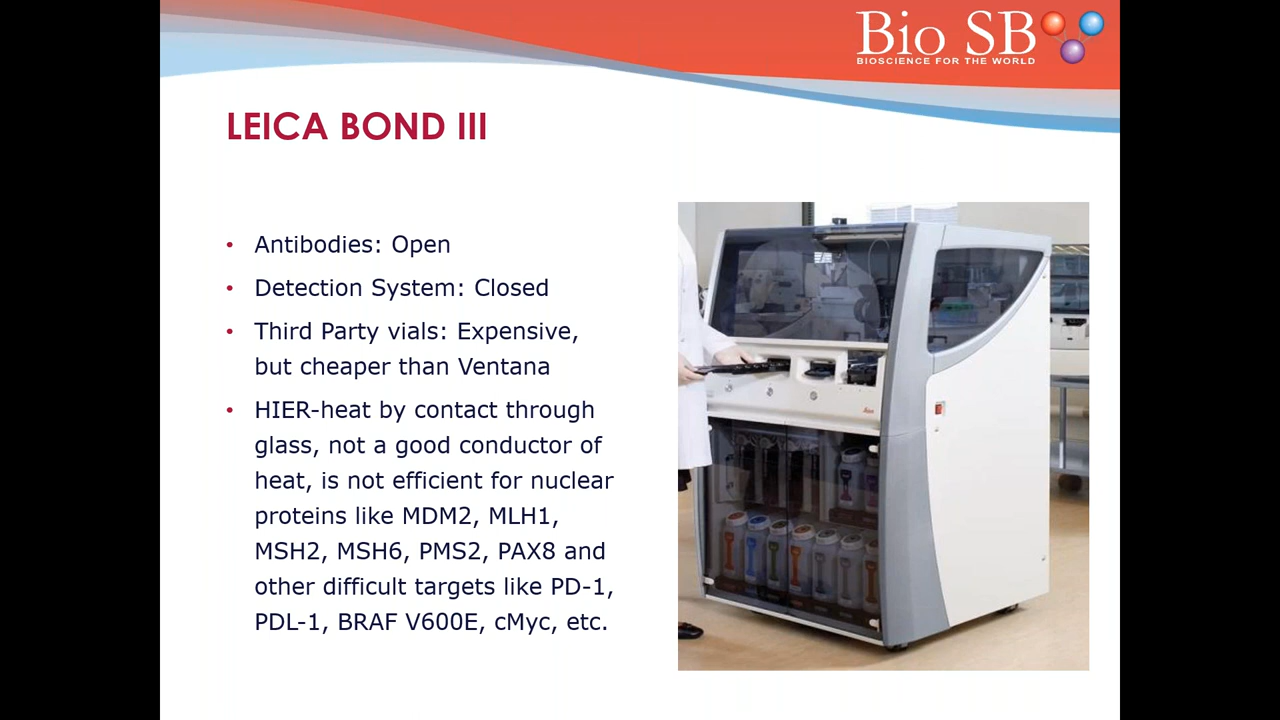 Bio SB
BIOSCIENCE FOR THE WORLD
LEICA BOND III
• Antibodies: Open
• Detection System: Closed
• Third Party vials: Expensive,
but cheaper than Ventana
• HIER-heat by contact through
glass, not a good conductor of
heat, is not efficient for nuclear
proteins like MDM2, MLH1,
MSH2, MSH6, PMS2, PAX8 and
other difficult targets like PD-1,
PDL-1, BRAF V600E, cMyc, etc.